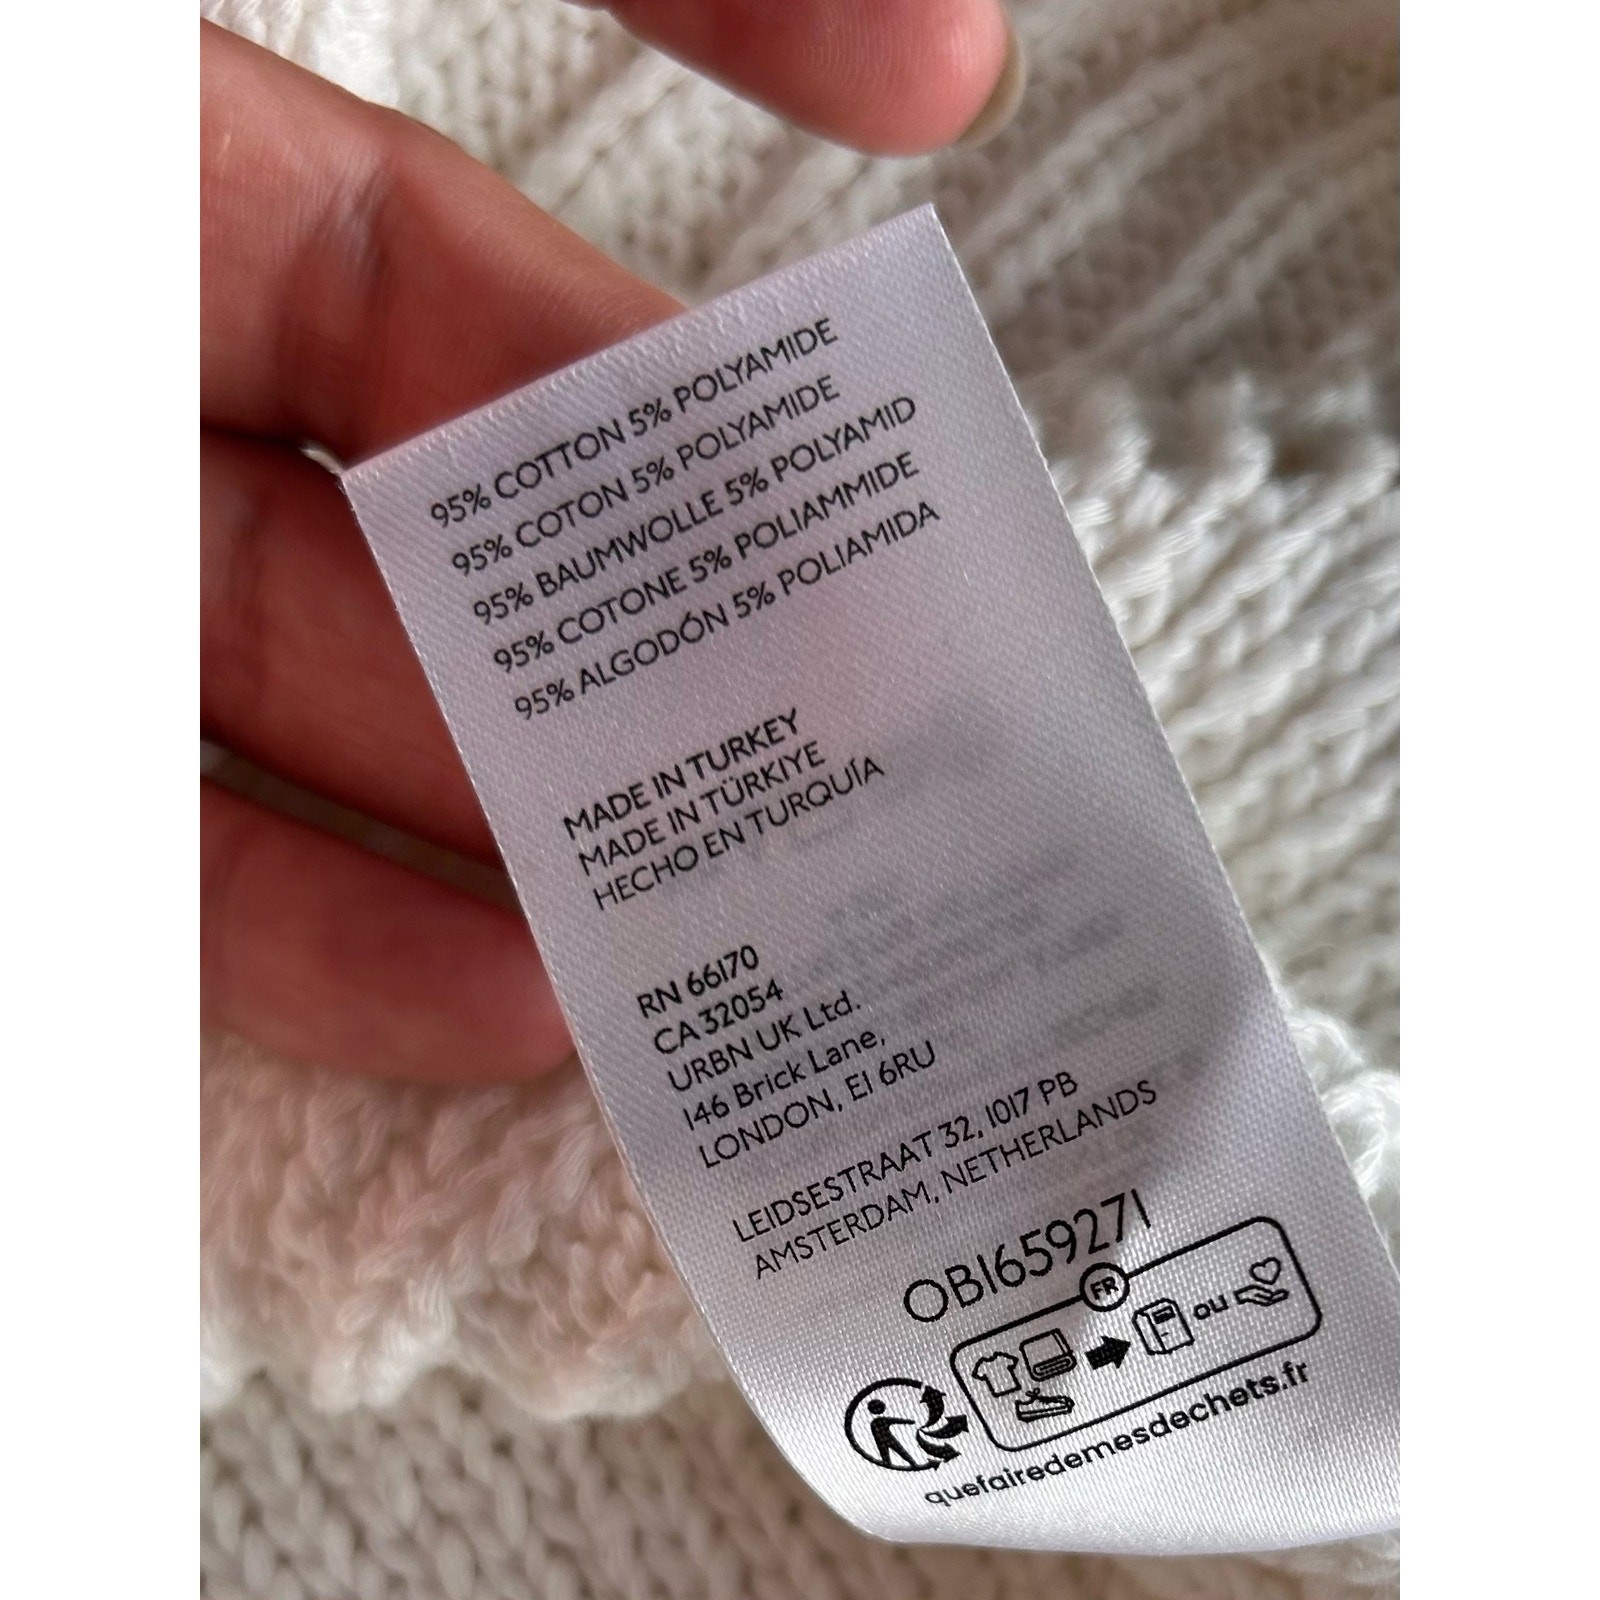 95% COTTON 5% POLYAMIDE
95% COTON 5% POLYAMIDE
95% BAUMWOLLE 5% POLYAMID
95% COTONE 5% POLIAMMIDE
95% ALGODÓN 5% POLIAMIDA
MADE IN TURKEY
MADE IN TÜRKIYE
HECHO EN TURQUÍA
RN 66170
CA 32054
URBN UK Ltd.
146 Brick Lane,
LONDON, E1 6RU
LEIDSESTRAAT 32, 1017 PB
AMSTERDAM, NETHERLANDS
OB1659271
FR
ou
quefairedemesdechets.fr